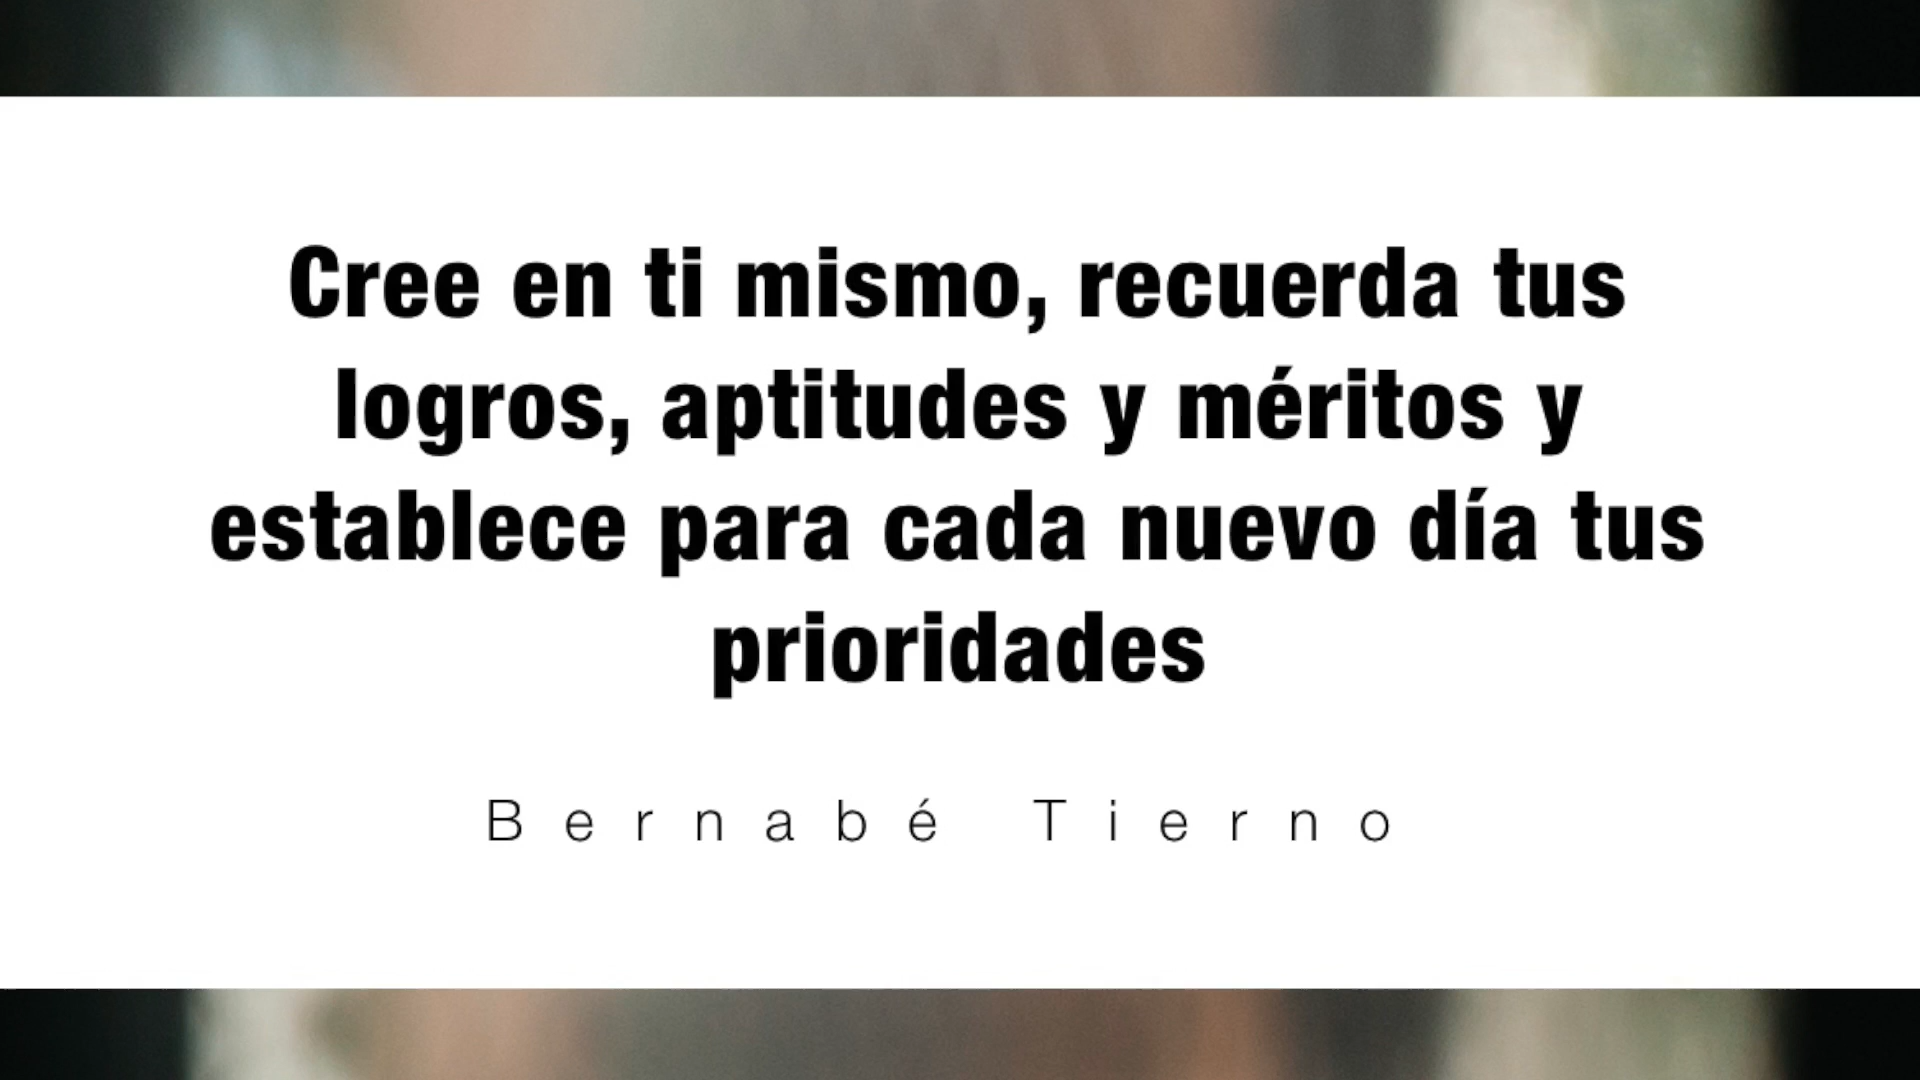 Cree en ti mismo, recuerda tus
logros, aptitudes y méritos y
establece para cada nuevo día tus
prioridades
Bernabé Tierno